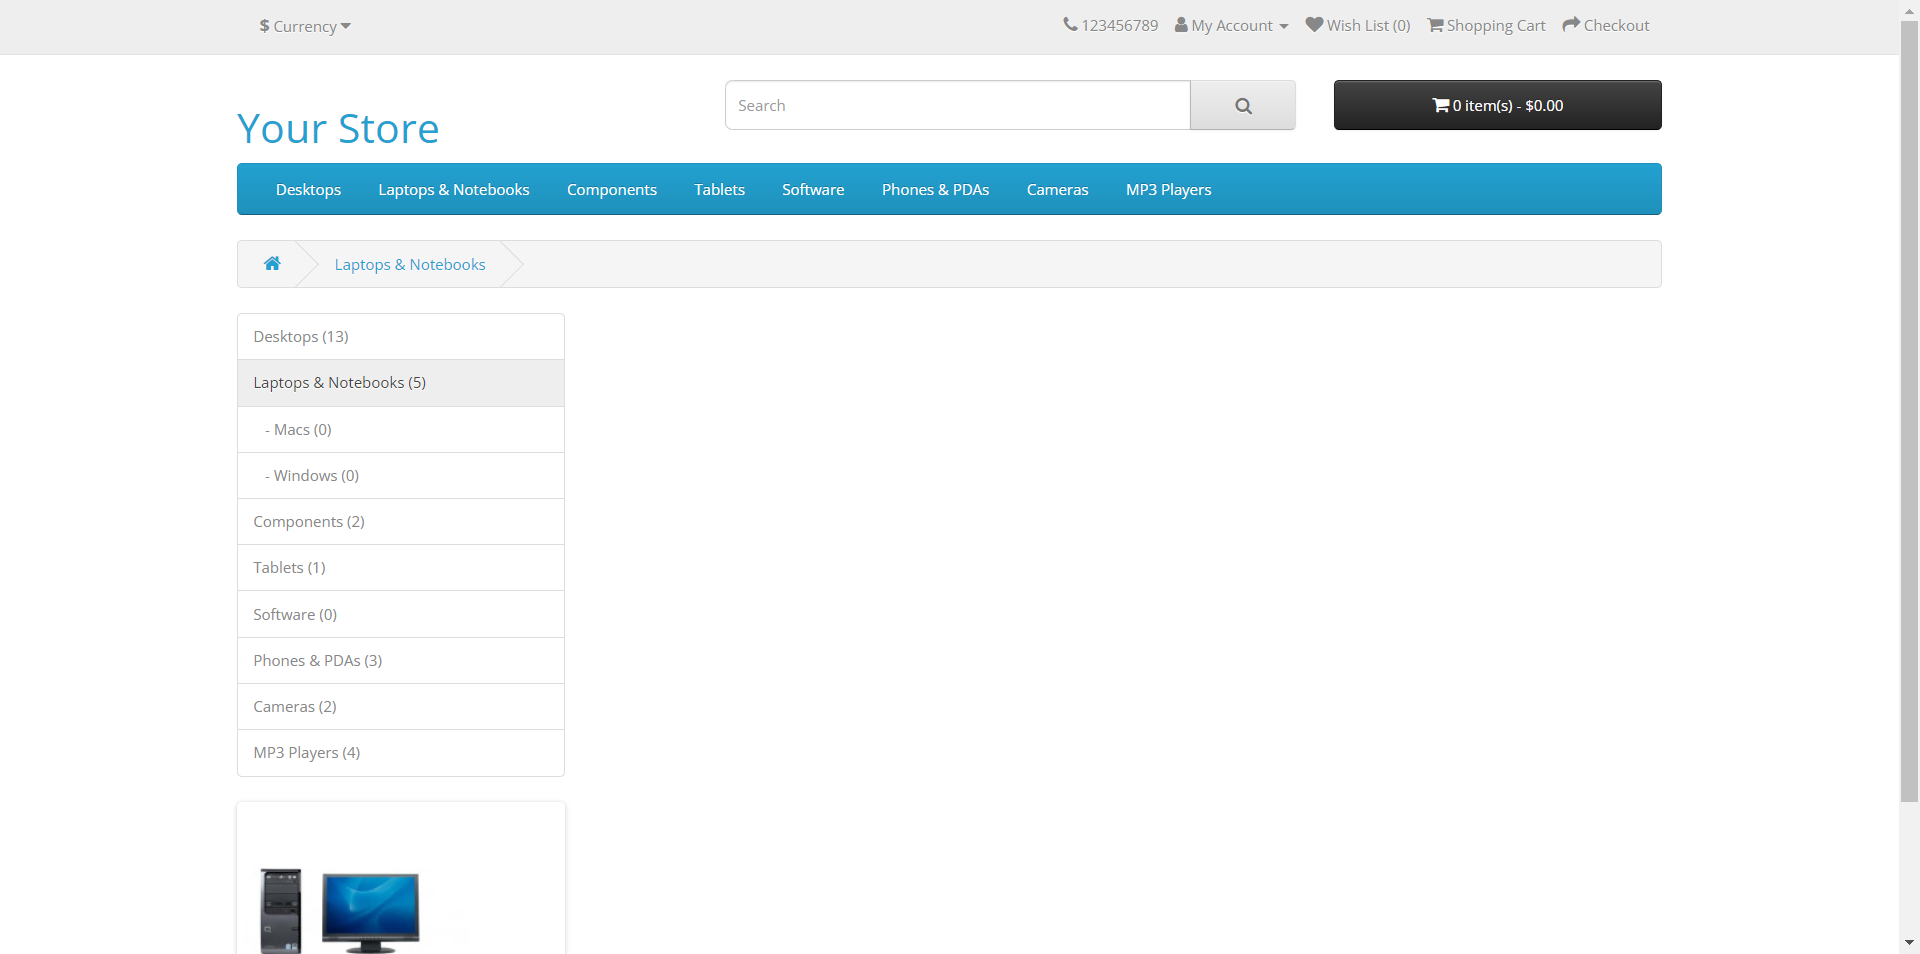 $ Currency
123456789 My Account Wish List (0) Shopping Cart Checkout
Your Store
Search
0 item(s) - $0.00
Desktops Laptops & Notebooks Components Tablets Software Phones & PDAs Cameras MP3 Players
Laptops & Notebooks
Desktops (13)
Laptops & Notebooks (5)
- Macs (0)
- Windows (0)
Components (2)
Tablets (1)
Software (0)
Phones & PDAs (3)
Cameras (2)
MP3 Players (4)